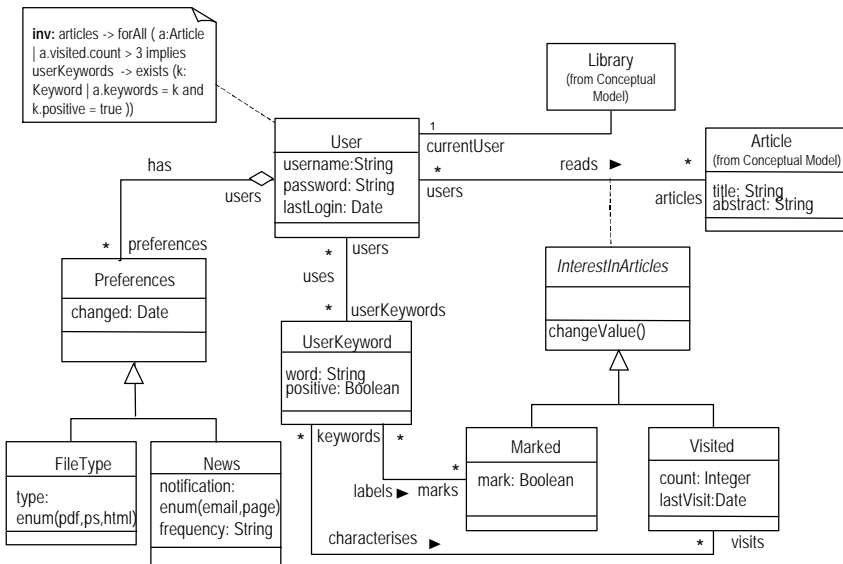 inv: articles -> forAll ( a:Article
| a.visited.count > 3 implies
userKeywords -> exists (k:
Keyword | a.keywords = k and
k.positive = true ))
Library
(from Conceptual
Model)
1
currentUser
User
username:String
password: String
lastLogin: Date
has
users
*
users
reads ►
*
articles
Article
(from Conceptual Model)
title: String
abstract: String
*
preferences
Preferences
changed: Date
*
users
uses
*
userKeywords
InterestInArticles
changeValue()
UserKeyword
word: String
positive: Boolean
*
keywords
*
FileType
type:
enum(pdf,ps,html)
News
notification:
enum(email,page)
frequency: String
labels ►
*
marks
Marked
mark: Boolean
Visited
count: Integer
lastVisit:Date
characterises ►
*
visits